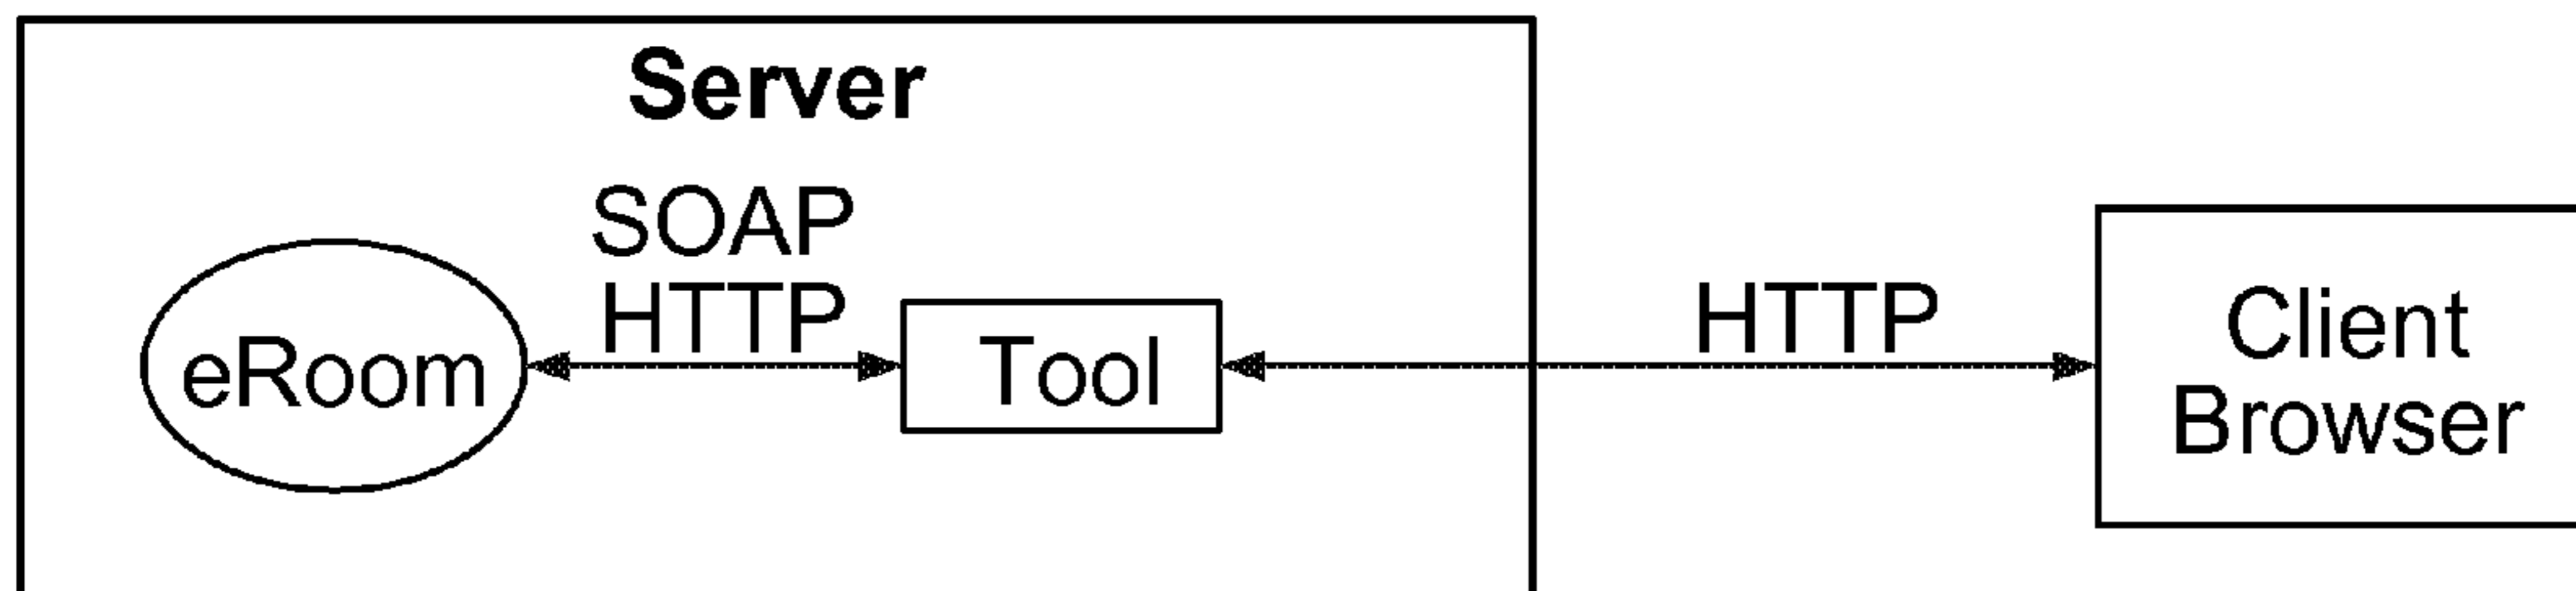 Server
SOAP
HTTP
eRoom
Tool
HTTP
Client
Browser